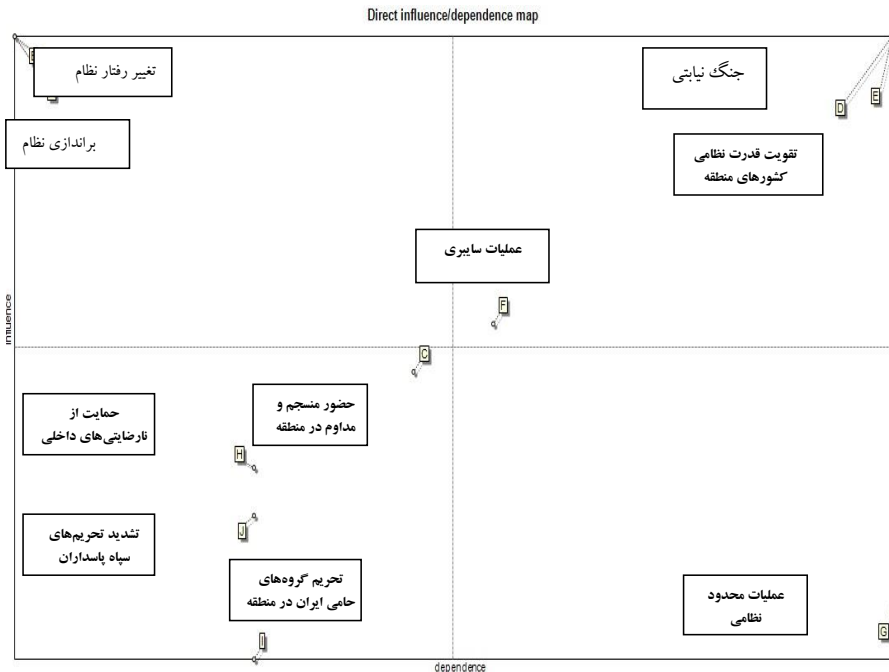 Direct influence/dependence map
تغییر رفتار نظام
جنگ نیابتی
D
E
براندازی نظام
تقویت قدرت نظامی
کشورهای منطقه
عملیات سایبری
F
influence
C
حمایت از
نارضایتی‌های داخلی
حضور منسجم و
مداوم در منطقه
H
J
تشدید تحریم‌های
سپاه پاسداران
تحریم گروه‌های
حامی ایران در منطقه
عملیات محدود
نظامی
G
I
dependence